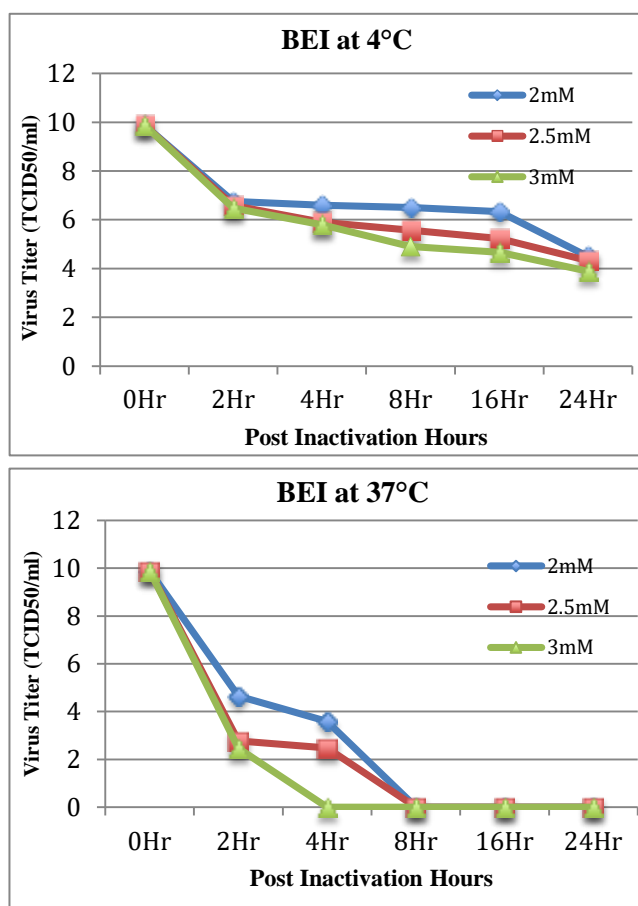 BEI at 4°C
12
10
8
6
4
2
0
Virus Titer (TCID50/ml)
2mM
2.5mM
3mM
0Hr 2Hr 4Hr 8Hr 16Hr 24Hr
Post Inactivation Hours
BEI at 37°C
12
10
8
6
4
2
0
Virus Titer (TCID50/ml)
2mM
2.5mM
3mM
0Hr 2Hr 4Hr 8Hr 16Hr 24Hr
Post Inactivation Hours